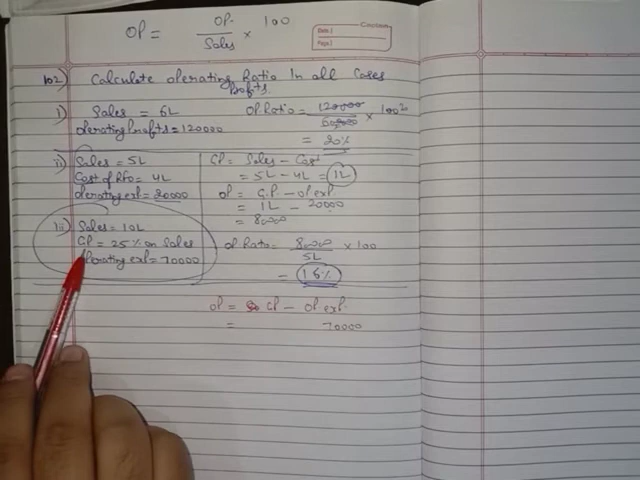 OP = OP / Sales × 100
Date
Page
102) Calculate Operating Ratio In all Cases
Profits
i) Sales = 6L
Operating Profits = 120000
OP Ratio = 120000 / 600000 × 100 20
= 20%
ii) Sales = 5L
Cost of RFO = 4L
Operating exp = 20000
GP = Sales - Cost
= 5L - 4L = 1L
OP = G.P - Op exp
= 1L - 20000
= 80000
OP Ratio = 80000 / 5L × 100
= 16%
iii) Sales = 10L
GP = 25% on Sales
Operating exp = 70000
OP = GP - OP exp.
= 70000